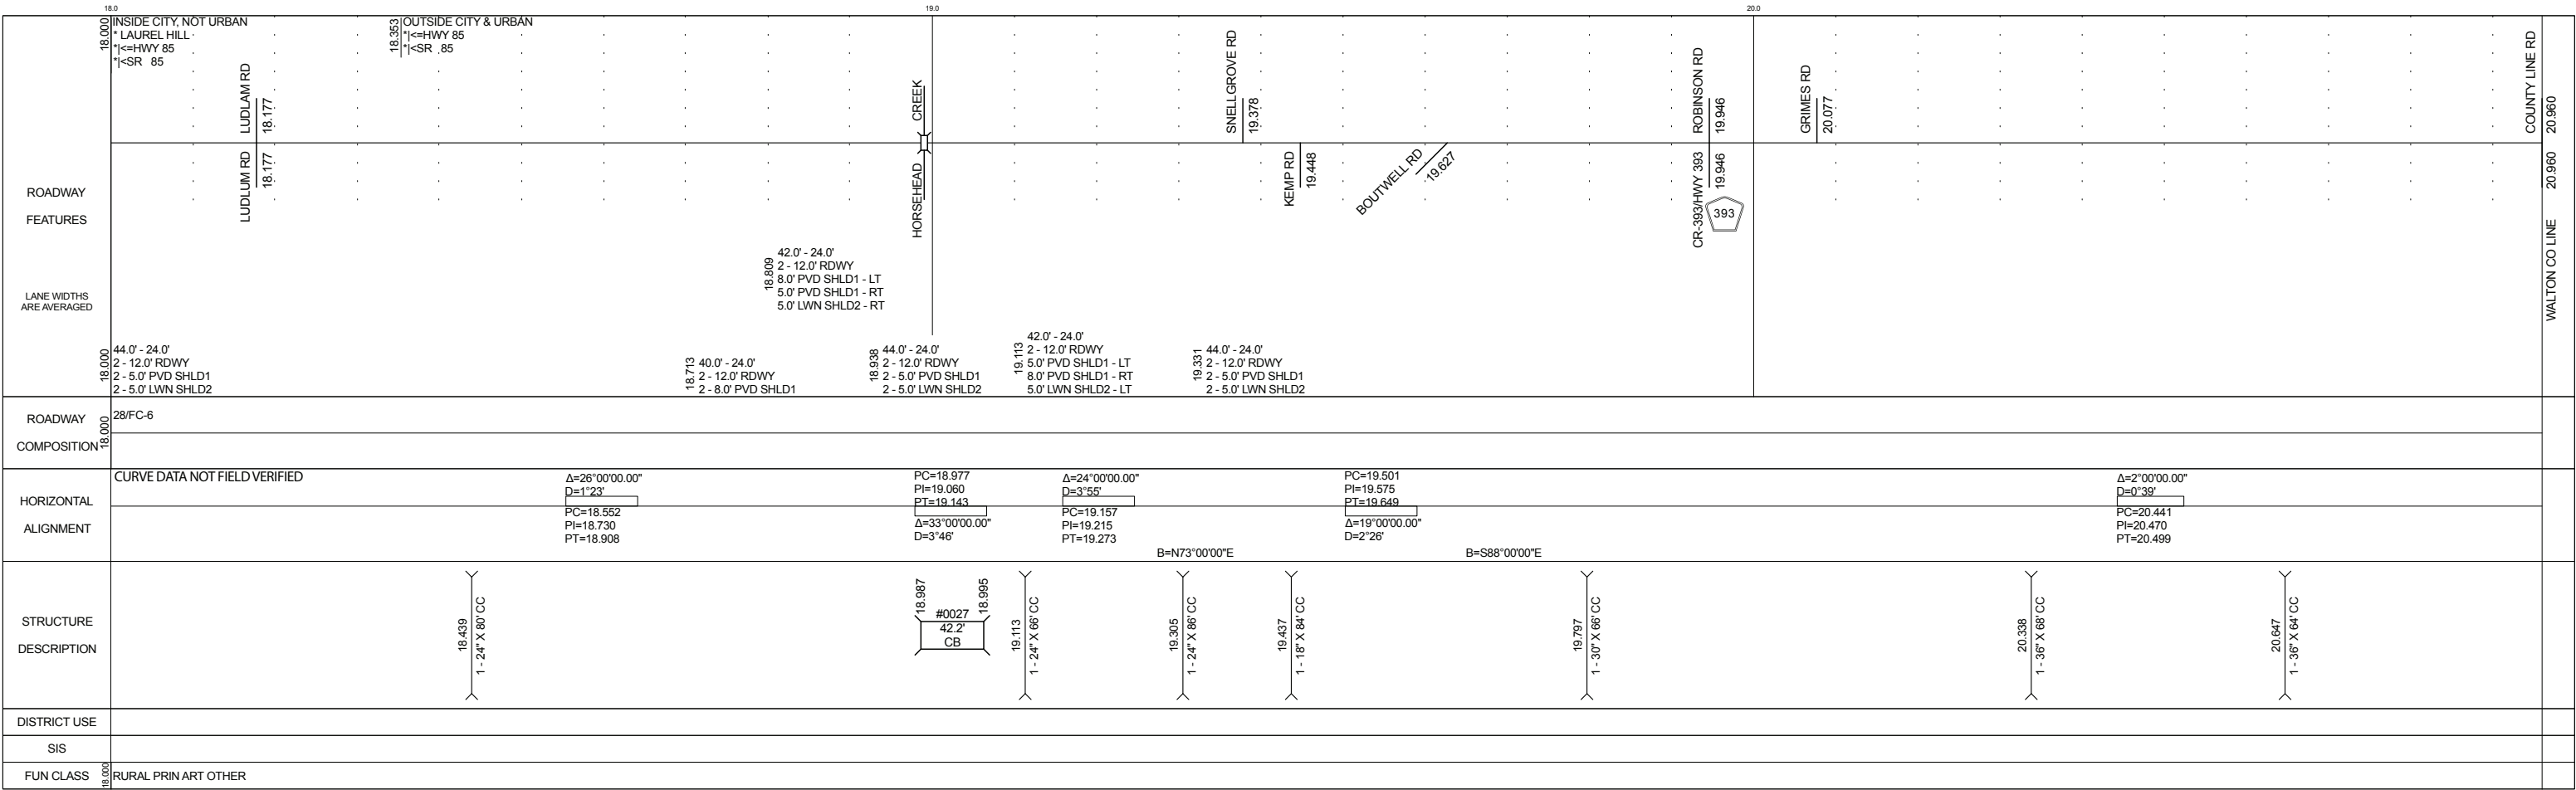 18.0
19.0
20.0
18.000
INSIDE CITY, NOT URBAN
* LAUREL HILL
*|<=HWY 85
*|<SR 85
18.353
OUTSIDE CITY & URBAN
*|<=HWY 85
*|<SR 85
LUDLAM RD
18.177
LUDLUM RD
18.177
HORSEHEAD CREEK
SNELLGROVE RD
19.378
KEMP RD
19.448
BOUTWELL RD
19.627
ROBINSON RD
19.946
CR-393/HWY 393
19.946
393
GRIMES RD
20.077
COUNTY LINE RD
20.960
20.960
WALTON CO LINE
ROADWAY
FEATURES
LANE WIDTHS
ARE AVERAGED
18.000
44.0' - 24.0'
2 - 12.0' RDWY
2 - 5.0' PVD SHLD1
2 - 5.0' LWN SHLD2
18.713
40.0' - 24.0'
2 - 12.0' RDWY
2 - 8.0' PVD SHLD1
18.809
42.0' - 24.0'
2 - 12.0' RDWY
8.0' PVD SHLD1 - LT
5.0' PVD SHLD1 - RT
5.0' LWN SHLD2 - RT
18.938
44.0' - 24.0'
2 - 12.0' RDWY
2 - 5.0' PVD SHLD1
2 - 5.0' LWN SHLD2
19.113
42.0' - 24.0'
2 - 12.0' RDWY
5.0' PVD SHLD1 - LT
8.0' PVD SHLD1 - RT
5.0' LWN SHLD2 - LT
19.331
44.0' - 24.0'
2 - 12.0' RDWY
2 - 5.0' PVD SHLD1
2 - 5.0' LWN SHLD2
ROADWAY
COMPOSITION
18.000
28/FC-6
HORIZONTAL
ALIGNMENT
CURVE DATA NOT FIELD VERIFIED
Δ=26°00'00.00"
D=1°23'
PC=18.552
PI=18.730
PT=18.908
PC=18.977
PI=19.060
PT=19.143
Δ=33°00'00.00"
D=3°46'
Δ=24°00'00.00"
D=3°55'
PC=19.157
PI=19.215
PT=19.273
B=N73°00'00"E
PC=19.501
PI=19.575
PT=19.649
Δ=19°00'00.00"
D=2°26'
B=S88°00'00"E
Δ=2°00'00.00"
D=0°39'
PC=20.441
PI=20.470
PT=20.499
STRUCTURE
DESCRIPTION
18.439
1 - 24" X 80' CC
18.987
18.995
#0027
42.2'
CB
19.113
1 - 24" X 66' CC
19.305
1 - 24" X 86' CC
19.437
1 - 18" X 84' CC
19.797
1 - 30" X 66' CC
20.338
1 - 36" X 68' CC
20.647
1 - 36" X 64' CC
DISTRICT USE
SIS
FUN CLASS
18.000
RURAL PRIN ART OTHER